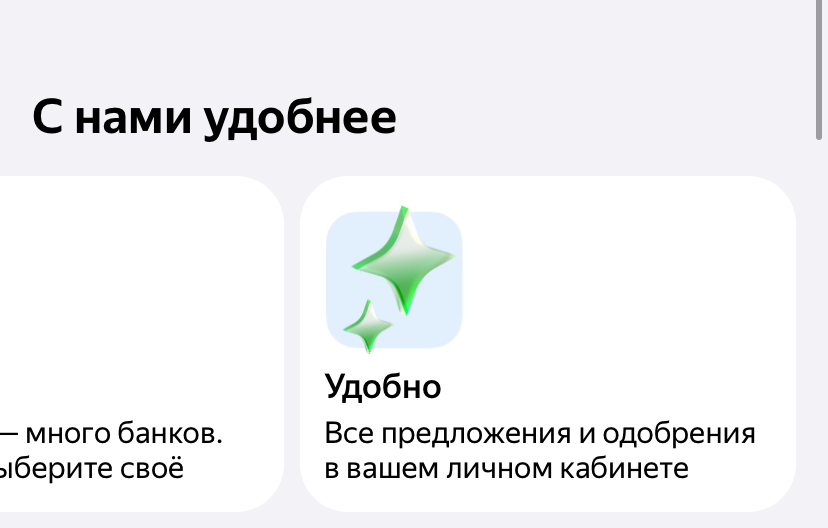 С нами удобнее
— много банков.
ыберите своё
Удобно
Все предложения и одобрения
в вашем личном кабинете